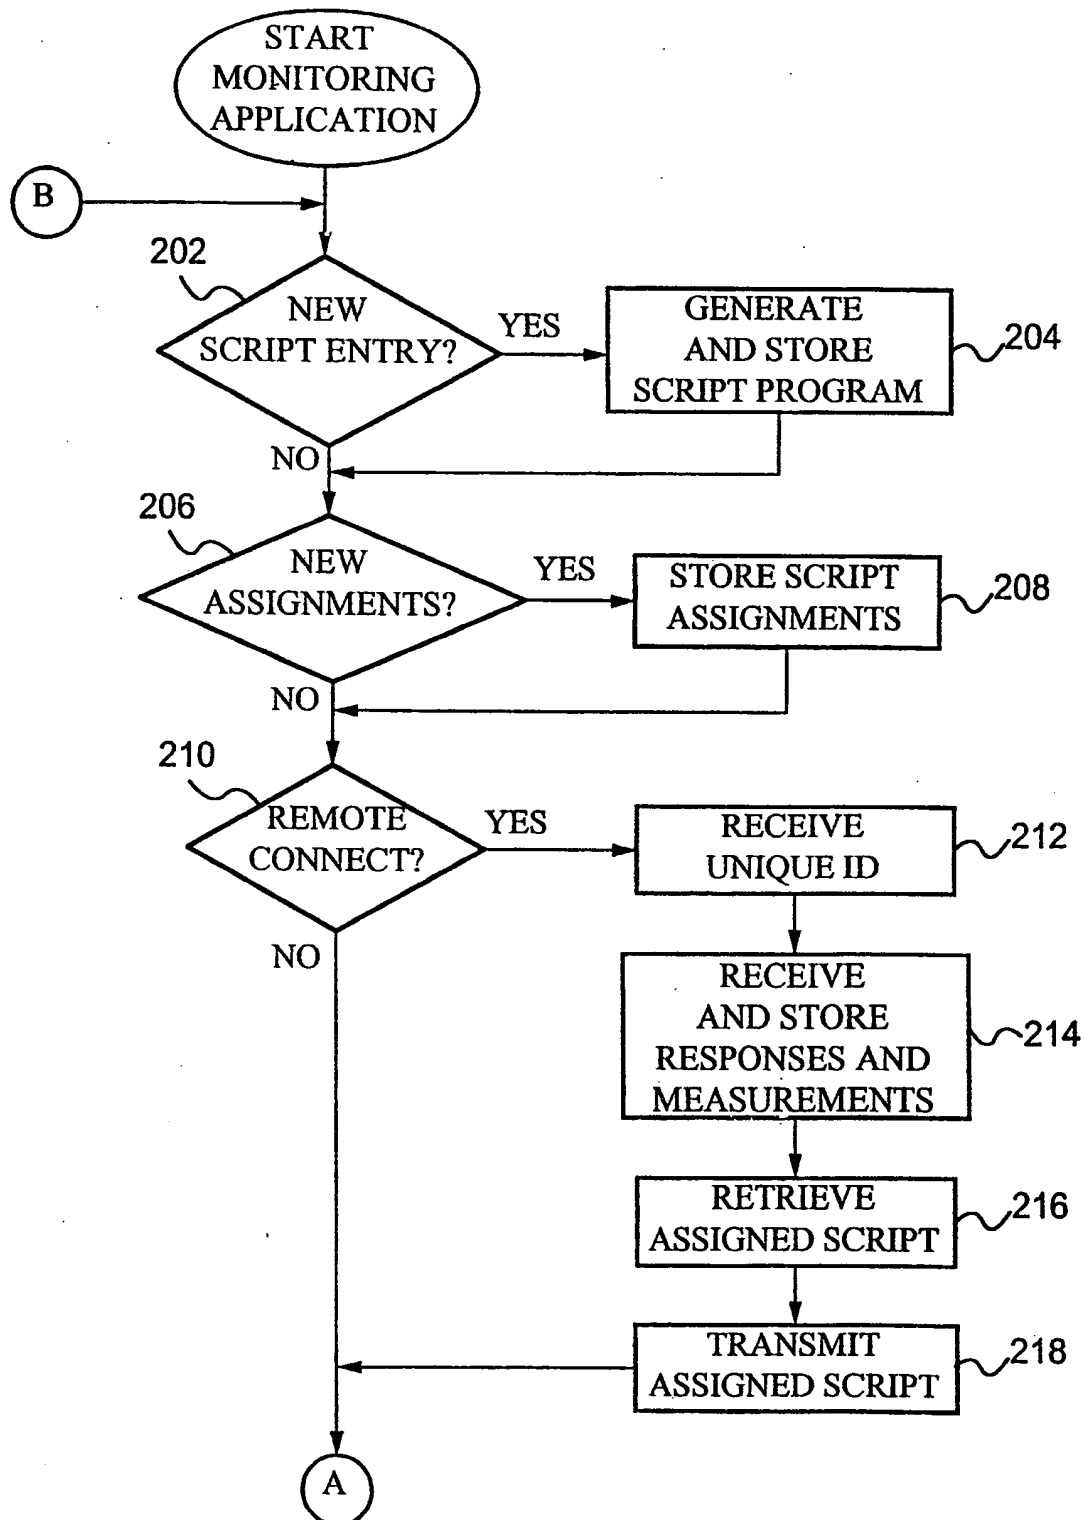 START
MONITORING
APPLICATION
B
202
NEW
SCRIPT ENTRY?
YES
GENERATE
AND STORE
SCRIPT PROGRAM
204
NO
206
NEW
ASSIGNMENTS?
YES
STORE SCRIPT
ASSIGNMENTS
208
NO
210
REMOTE
CONNECT?
YES
RECEIVE
UNIQUE ID
212
NO
RECEIVE
AND STORE
RESPONSES AND
MEASUREMENTS
214
RETRIEVE
ASSIGNED SCRIPT
216
TRANSMIT
ASSIGNED SCRIPT
218
A